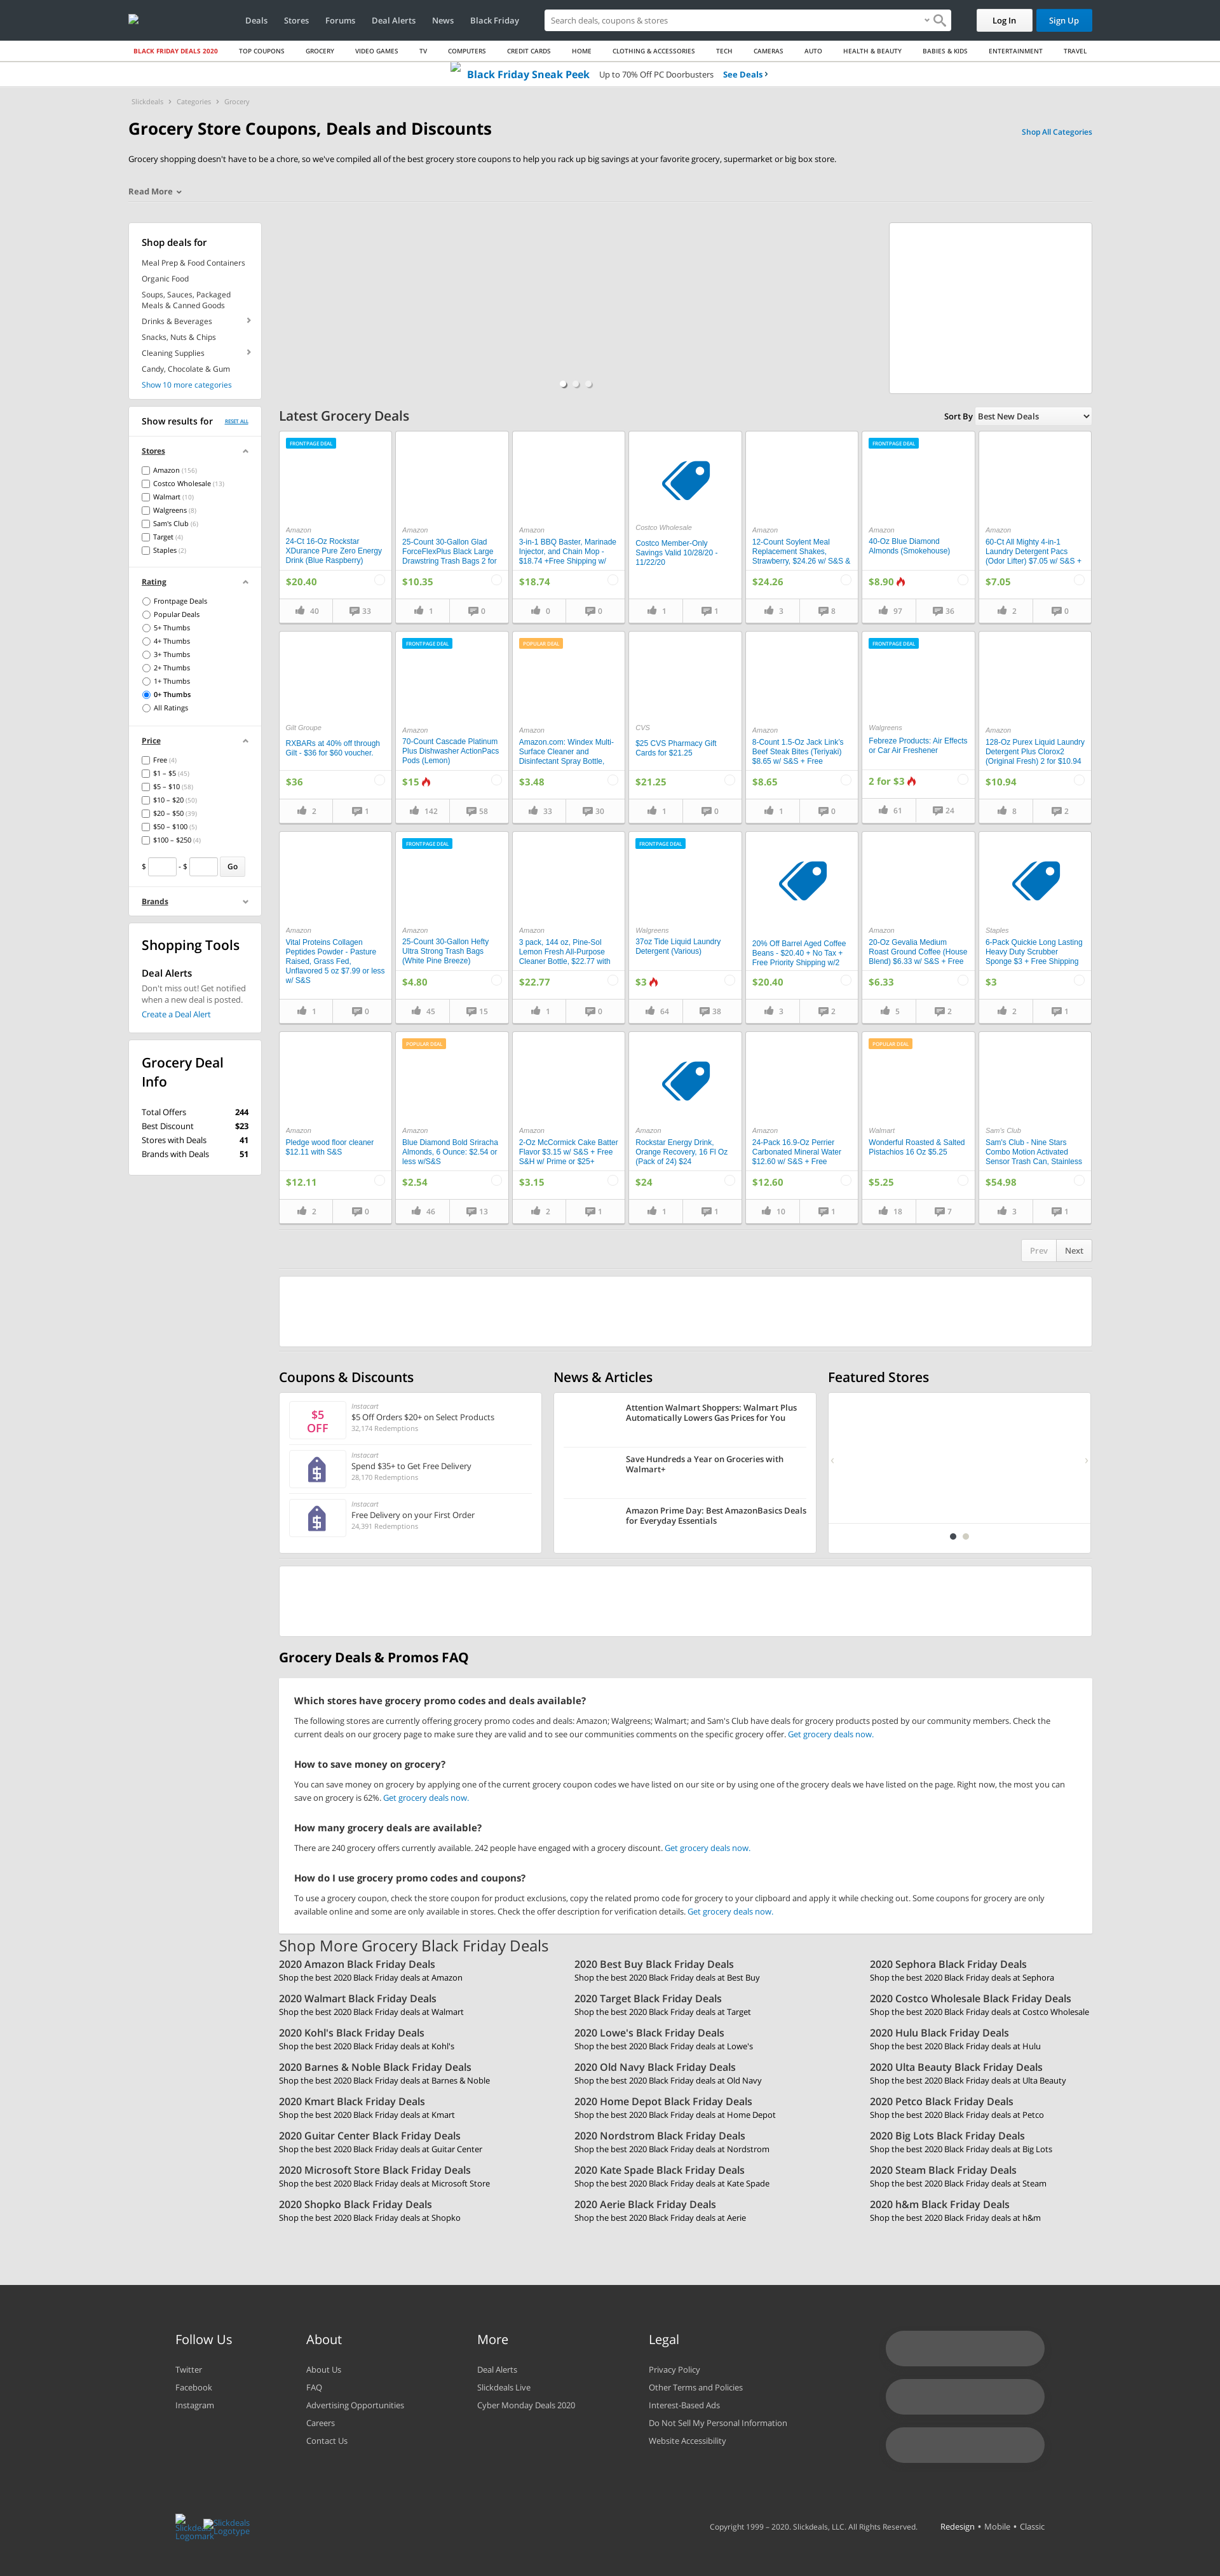 Deals Stores Forums Deal Alerts News Black Friday
Search deals, coupons & stores
Log In
Sign Up
BLACK FRIDAY DEALS 2020 TOP COUPONS GROCERY VIDEO GAMES TV COMPUTERS CREDIT CARDS HOME CLOTHING & ACCESSORIES TECH CAMERAS AUTO HEALTH & BEAUTY BABIES & KIDS ENTERTAINMENT TRAVEL
Black Friday Sneak Peek Up to 70% Off PC Doorbusters See Deals
Slickdeals › Categories › Grocery
Grocery Store Coupons, Deals and Discounts
Shop All Categories
Grocery shopping doesn't have to be a chore, so we've compiled all of the best grocery store coupons to help you rack up big savings at your favorite grocery, supermarket or big box store.
Read More
Shop deals for
Meal Prep & Food Containers
Organic Food
Soups, Sauces, Packaged
Meals & Canned Goods
Drinks & Beverages
Snacks, Nuts & Chips
Cleaning Supplies
Candy, Chocolate & Gum
Show 10 more categories
Show results for RESET ALL
Stores
Amazon (156)
Costco Wholesale (13)
Walmart (10)
Walgreens (8)
Sam's Club (6)
Target (4)
Staples (2)
Rating
Frontpage Deals
Popular Deals
5+ Thumbs
4+ Thumbs
3+ Thumbs
2+ Thumbs
1+ Thumbs
0+ Thumbs
All Ratings
Price
Free (4)
$1 – $5 (45)
$5 – $10 (58)
$10 – $20 (50)
$20 – $50 (39)
$50 – $100 (5)
$100 – $250 (4)
$ - $ Go
Brands
Shopping Tools
Deal Alerts
Don't miss out! Get notified
when a new deal is posted.
Create a Deal Alert
Grocery Deal
Info
Total Offers 244
Best Discount $23
Stores with Deals 41
Brands with Deals 51
Latest Grocery Deals
Sort By Best New Deals
FRONTPAGE DEAL
Amazon
24-Ct 16-Oz Rockstar
XDurance Pure Zero Energy
Drink (Blue Raspberry)
$20.40
40 33
Amazon
25-Count 30-Gallon Glad
ForceFlexPlus Black Large
Drawstring Trash Bags 2 for
$10.35
1 0
Amazon
3-in-1 BBQ Baster, Marinade
Injector, and Chain Mop -
$18.74 +Free Shipping w/
$18.74
0 0
Costco Wholesale
Costco Member-Only
Savings Valid 10/28/20 -
11/22/20
1 1
Amazon
12-Count Soylent Meal
Replacement Shakes,
Strawberry, $24.26 w/ S&S &
$24.26
3 8
FRONTPAGE DEAL
Amazon
40-Oz Blue Diamond
Almonds (Smokehouse)
$8.90
97 36
Amazon
60-Ct All Mighty 4-in-1
Laundry Detergent Pacs
(Odor Lifter) $7.05 w/ S&S +
$7.05
2 0
Gilt Groupe
RXBARs at 40% off through
Gilt - $36 for $60 voucher.
$36
2 1
FRONTPAGE DEAL
Amazon
70-Count Cascade Platinum
Plus Dishwasher ActionPacs
Pods (Lemon)
$15
142 58
POPULAR DEAL
Amazon
Amazon.com: Windex Multi-
Surface Cleaner and
Disinfectant Spray Bottle,
$3.48
33 30
CVS
$25 CVS Pharmacy Gift
Cards for $21.25
$21.25
1 0
Amazon
8-Count 1.5-Oz Jack Link's
Beef Steak Bites (Teriyaki)
$8.65 w/ S&S + Free
$8.65
1 0
FRONTPAGE DEAL
Walgreens
Febreze Products: Air Effects
or Car Air Freshener
2 for $3
61 24
Amazon
128-Oz Purex Liquid Laundry
Detergent Plus Clorox2
(Original Fresh) 2 for $10.94
$10.94
8 2
Amazon
Vital Proteins Collagen
Peptides Powder - Pasture
Raised, Grass Fed,
Unflavored 5 oz $7.99 or less
w/ S&S
1 0
FRONTPAGE DEAL
Amazon
25-Count 30-Gallon Hefty
Ultra Strong Trash Bags
(White Pine Breeze)
$4.80
45 15
Amazon
3 pack, 144 oz, Pine-Sol
Lemon Fresh All-Purpose
Cleaner Bottle, $22.77 with
$22.77
1 0
FRONTPAGE DEAL
Walgreens
37oz Tide Liquid Laundry
Detergent (Various)
$3
64 38
20% Off Barrel Aged Coffee
Beans - $20.40 + No Tax +
Free Priority Shipping w/2
$20.40
3 2
Amazon
20-Oz Gevalia Medium
Roast Ground Coffee (House
Blend) $6.33 w/ S&S + Free
$6.33
5 2
Staples
6-Pack Quickie Long Lasting
Heavy Duty Scrubber
Sponge $3 + Free Shipping
$3
2 1
Amazon
Pledge wood floor cleaner
$12.11 with S&S
$12.11
2 0
POPULAR DEAL
Amazon
Blue Diamond Bold Sriracha
Almonds, 6 Ounce: $2.54 or
less w/S&S
$2.54
46 13
Amazon
2-Oz McCormick Cake Batter
Flavor $3.15 w/ S&S + Free
S&H w/ Prime or $25+
$3.15
2 1
Amazon
Rockstar Energy Drink,
Orange Recovery, 16 Fl Oz
(Pack of 24) $24
$24
1 1
Amazon
24-Pack 16.9-Oz Perrier
Carbonated Mineral Water
$12.60 w/ S&S + Free
$12.60
10 1
POPULAR DEAL
Walmart
Wonderful Roasted & Salted
Pistachios 16 Oz $5.25
$5.25
18 7
Sam's Club
Sam's Club - Nine Stars
Combo Motion Activated
Sensor Trash Can, Stainless
$54.98
3 1
Prev Next
Coupons & Discounts
$5
OFF
Instacart
$5 Off Orders $20+ on Select Products
32,174 Redemptions
Instacart
Spend $35+ to Get Free Delivery
28,170 Redemptions
Instacart
Free Delivery on your First Order
24,391 Redemptions
News & Articles
Attention Walmart Shoppers: Walmart Plus
Automatically Lowers Gas Prices for You
Save Hundreds a Year on Groceries with
Walmart+
Amazon Prime Day: Best AmazonBasics Deals
for Everyday Essentials
Featured Stores
Grocery Deals & Promos FAQ
Which stores have grocery promo codes and deals available?
The following stores are currently offering grocery promo codes and deals: Amazon; Walgreens; Walmart; and Sam's Club have deals for grocery products posted by our community members. Check the
current deals on our grocery page to make sure they are valid and to see our communities comments on the specific grocery offer. Get grocery deals now.
How to save money on grocery?
You can save money on grocery by applying one of the current grocery coupon codes we have listed on our site or by using one of the grocery deals we have listed on the page. Right now, the most you can
save on grocery is 62%. Get grocery deals now.
How many grocery deals are available?
There are 240 grocery offers currently available. 242 people have engaged with a grocery discount. Get grocery deals now.
How do I use grocery promo codes and coupons?
To use a grocery coupon, check the store coupon for product exclusions, copy the related promo code for grocery to your clipboard and apply it while checking out. Some coupons for grocery are only
available online and some are only available in stores. Check the offer description for verification details. Get grocery deals now.
Shop More Grocery Black Friday Deals
2020 Amazon Black Friday Deals
Shop the best 2020 Black Friday deals at Amazon
2020 Best Buy Black Friday Deals
Shop the best 2020 Black Friday deals at Best Buy
2020 Sephora Black Friday Deals
Shop the best 2020 Black Friday deals at Sephora
2020 Walmart Black Friday Deals
Shop the best 2020 Black Friday deals at Walmart
2020 Target Black Friday Deals
Shop the best 2020 Black Friday deals at Target
2020 Costco Wholesale Black Friday Deals
Shop the best 2020 Black Friday deals at Costco Wholesale
2020 Kohl's Black Friday Deals
Shop the best 2020 Black Friday deals at Kohl's
2020 Lowe's Black Friday Deals
Shop the best 2020 Black Friday deals at Lowe's
2020 Hulu Black Friday Deals
Shop the best 2020 Black Friday deals at Hulu
2020 Barnes & Noble Black Friday Deals
Shop the best 2020 Black Friday deals at Barnes & Noble
2020 Old Navy Black Friday Deals
Shop the best 2020 Black Friday deals at Old Navy
2020 Ulta Beauty Black Friday Deals
Shop the best 2020 Black Friday deals at Ulta Beauty
2020 Kmart Black Friday Deals
Shop the best 2020 Black Friday deals at Kmart
2020 Home Depot Black Friday Deals
Shop the best 2020 Black Friday deals at Home Depot
2020 Petco Black Friday Deals
Shop the best 2020 Black Friday deals at Petco
2020 Guitar Center Black Friday Deals
Shop the best 2020 Black Friday deals at Guitar Center
2020 Nordstrom Black Friday Deals
Shop the best 2020 Black Friday deals at Nordstrom
2020 Big Lots Black Friday Deals
Shop the best 2020 Black Friday deals at Big Lots
2020 Microsoft Store Black Friday Deals
Shop the best 2020 Black Friday deals at Microsoft Store
2020 Kate Spade Black Friday Deals
Shop the best 2020 Black Friday deals at Kate Spade
2020 Steam Black Friday Deals
Shop the best 2020 Black Friday deals at Steam
2020 Shopko Black Friday Deals
Shop the best 2020 Black Friday deals at Shopko
2020 Aerie Black Friday Deals
Shop the best 2020 Black Friday deals at Aerie
2020 h&m Black Friday Deals
Shop the best 2020 Black Friday deals at h&m
Follow Us
Twitter
Facebook
Instagram
About
About Us
FAQ
Advertising Opportunities
Careers
Contact Us
More
Deal Alerts
Slickdeals Live
Cyber Monday Deals 2020
Legal
Privacy Policy
Other Terms and Policies
Interest-Based Ads
Do Not Sell My Personal Information
Website Accessibility
Slickdeals
Logotype
Logomark
Copyright 1999 – 2020. Slickdeals, LLC. All Rights Reserved.
Redesign • Mobile • Classic